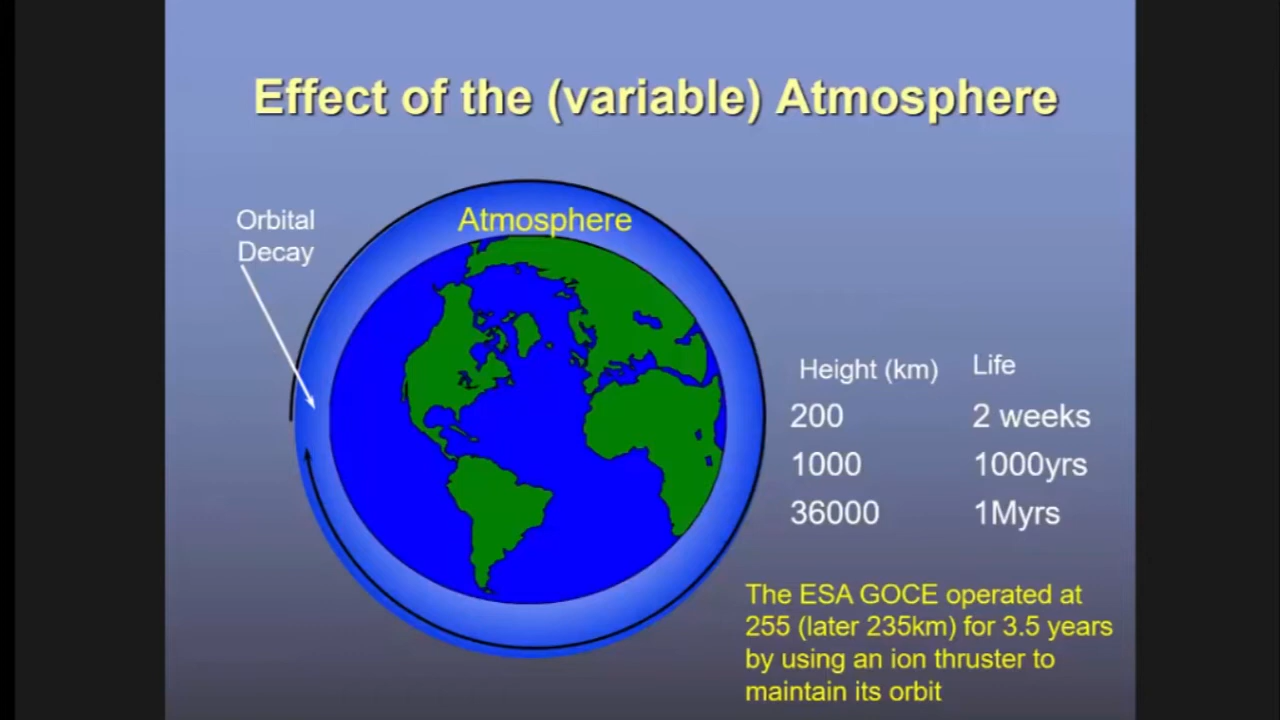 Effect of the (variable) Atmosphere
Orbital
Decay
Atmosphere
Height (km) Life
200 2 weeks
1000 1000yrs
36000 1Myrs
The ESA GOCE operated at
255 (later 235km) for 3.5 years
by using an ion thruster to
maintain its orbit